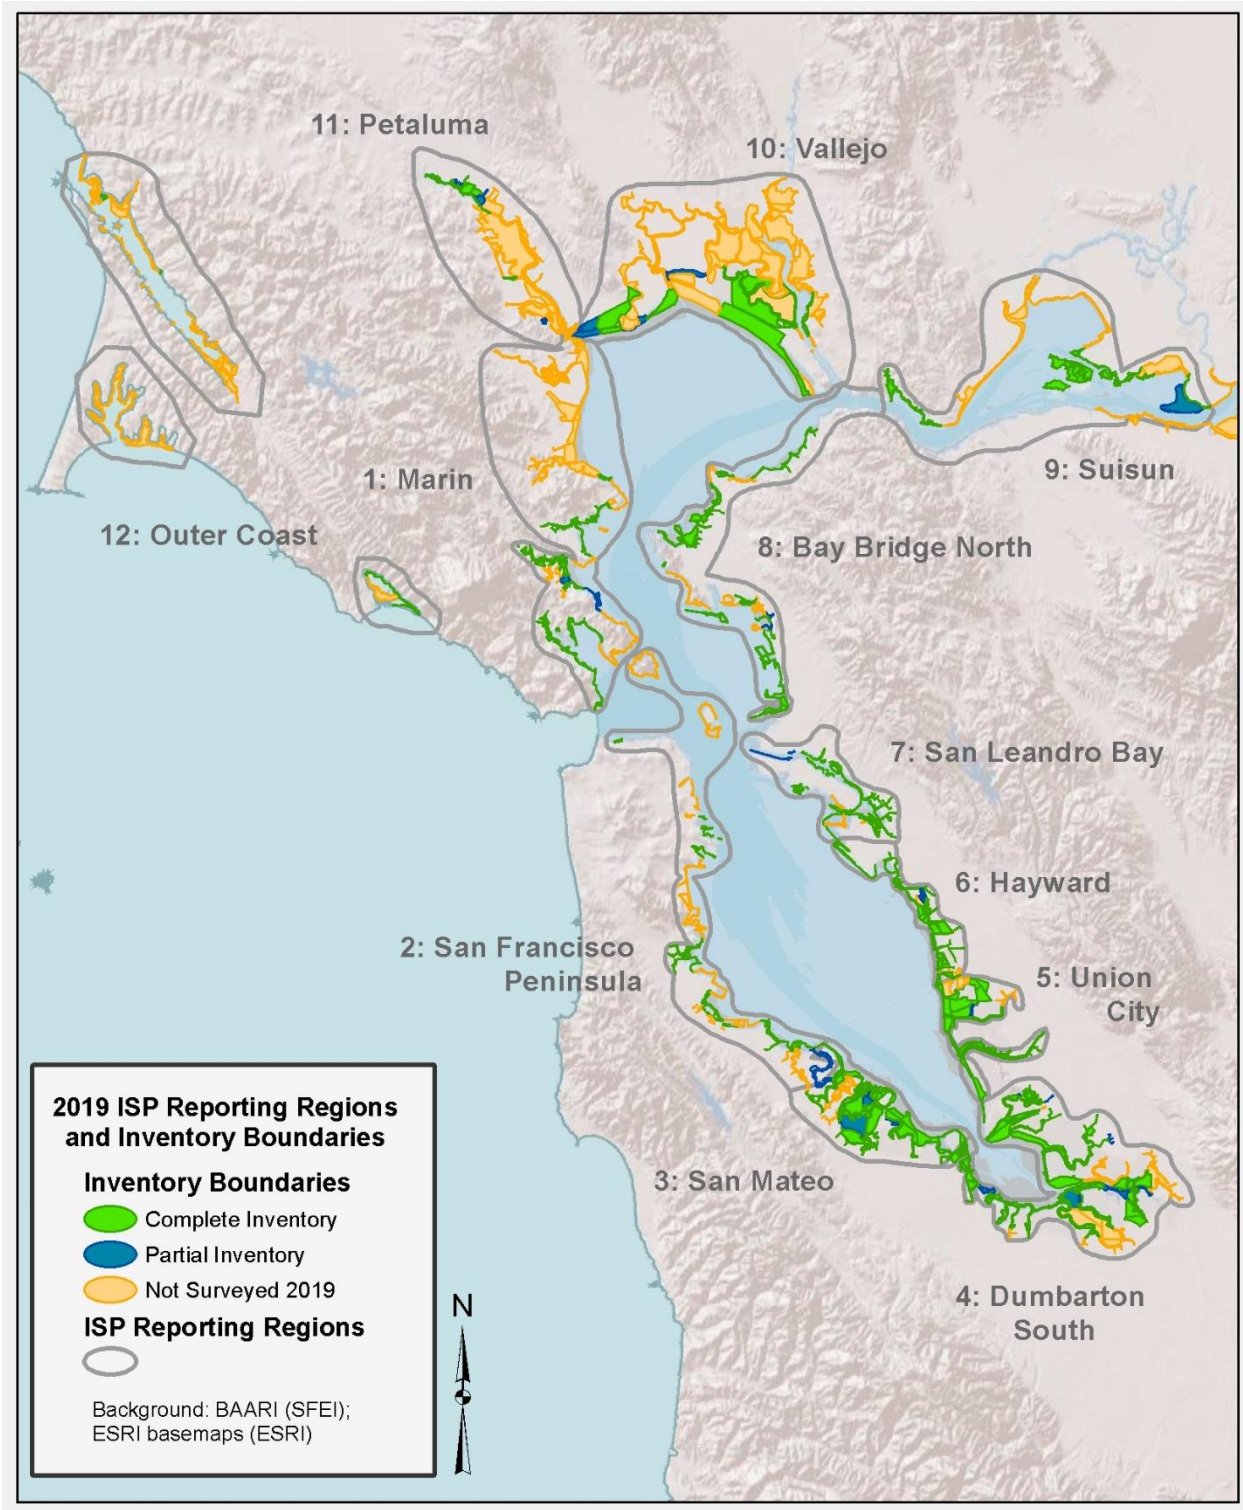 11: Petaluma
10: Vallejo
1: Marin
9: Suisun
12: Outer Coast
8: Bay Bridge North
7: San Leandro Bay
6: Hayward
2: San Francisco
Peninsula
5: Union
City
3: San Mateo
4: Dumbarton
South
2019 ISP Reporting Regions
and Inventory Boundaries
Inventory Boundaries
Complete Inventory
Partial Inventory
Not Surveyed 2019
ISP Reporting Regions
Background: BAARI (SFEI);
ESRI basemaps (ESRI)
N